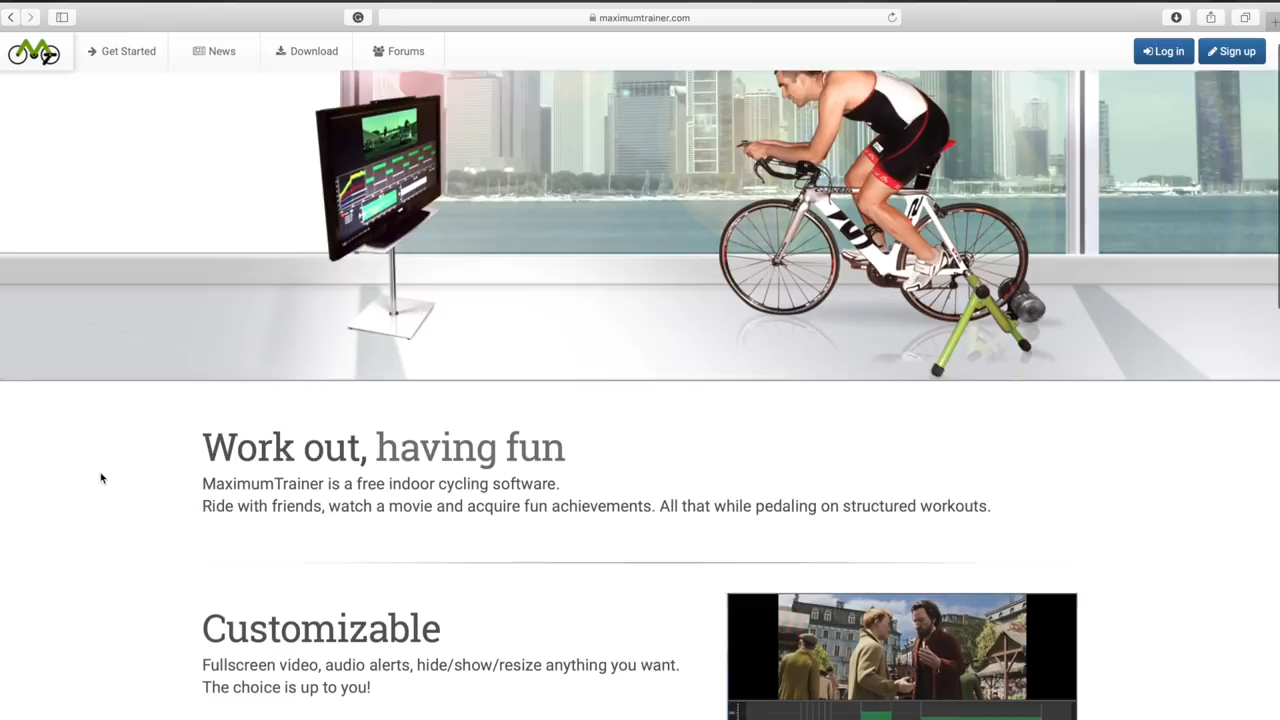 maximumtrainer.com
Get Started
News
Download
Forums
Log in
Sign up
Work out, having fun
MaximumTrainer is a free indoor cycling software.
Ride with friends, watch a movie and acquire fun achievements. All that while pedaling on structured workouts.
Customizable
Fullscreen video, audio alerts, hide/show/resize anything you want.
The choice is up to you!